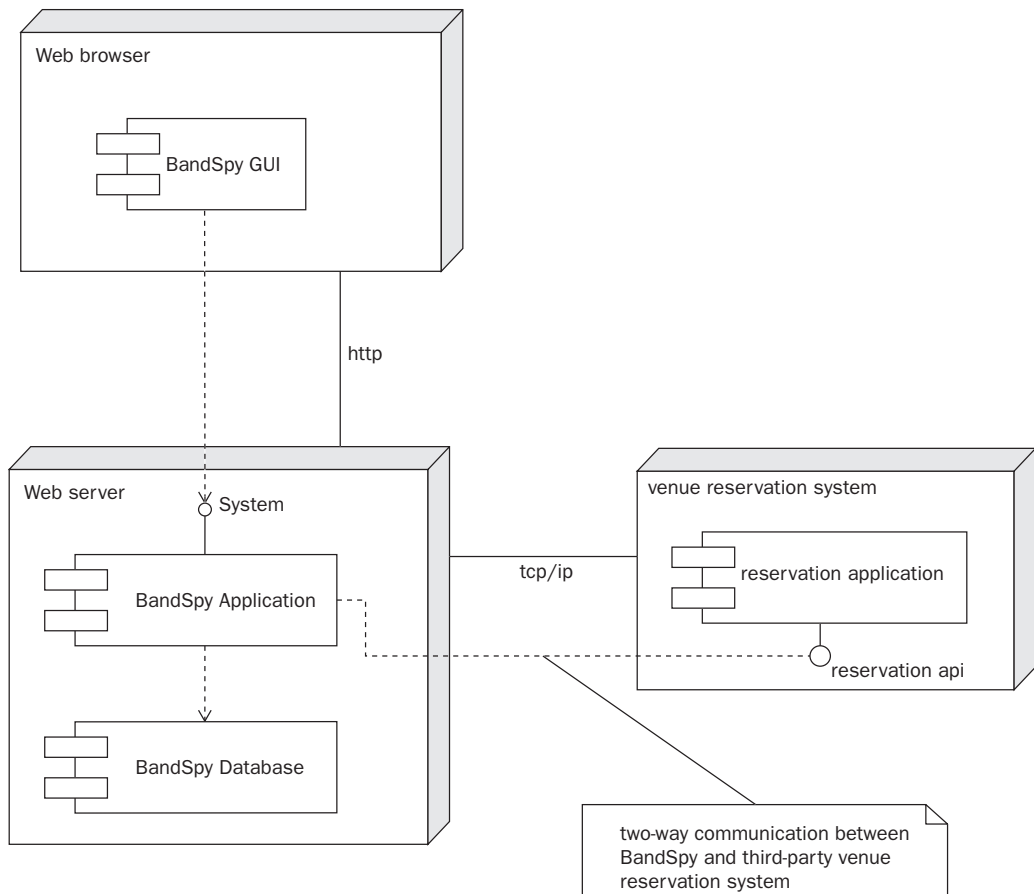 Web browser
BandSpy GUI
http
Web server
System
BandSpy Application
BandSpy Database
tcp/ip
venue reservation system
reservation application
reservation api
two-way communication between
BandSpy and third-party venue
reservation system